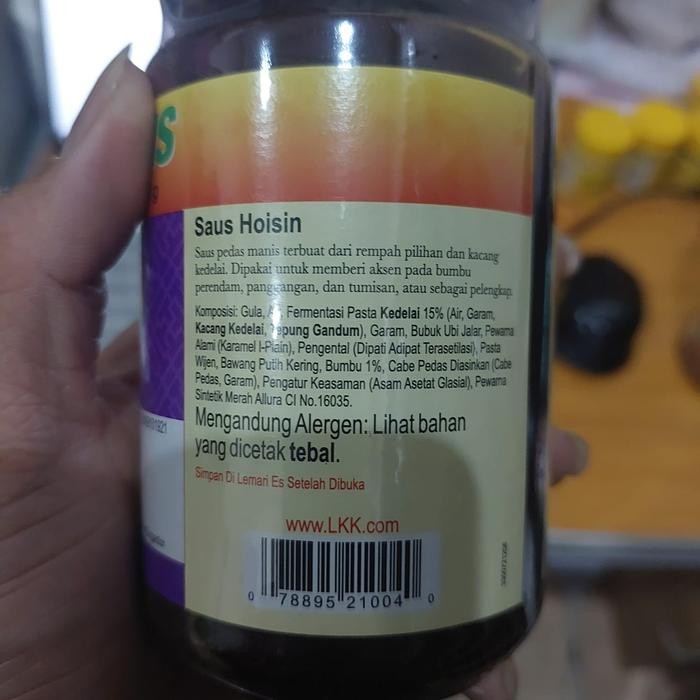 S
Saus Hoisin
Saus pedas manis terbuat dari rempah pilihan dan kacang
kedelai. Dipakai untuk memberi aksen pada bumbu
perendam, panggangan, dan tumisan, atau sebagai pelengkap.
Komposisi: Gula, Air, Fermentasi Pasta Kedelai 15% (Air, Garam,
Kacang Kedelai, Tepung Gandum), Garam, Bubuk Ubi Jalar, Pewarna
Alami (Karamel I-Plain), Pengental (Dipati Adipat Terasetilasi), Pasta
Wijen, Bawang Putih Kering, Bumbu 1%, Cabe Pedas Diasinkan (Cabe
Pedas, Garam), Pengatur Keasaman (Asam Asetat Glasial), Pewarna
Sintetik Merah Allura CI No.16035.
Mengandung Alergen: Lihat bahan
yang dicetak tebal.
Simpan Di Lemari Es Setelah Dibuka
www.LKK.com
0 78895 21004 0